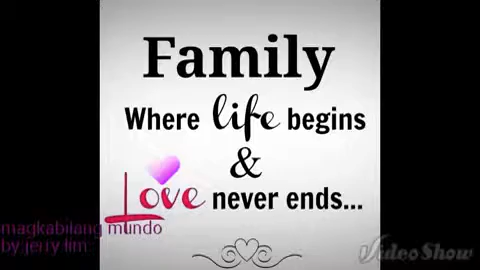 Family
Where life begins
&
Love never ends...
magkabilang mundo
by:jerry lim
VideoShow